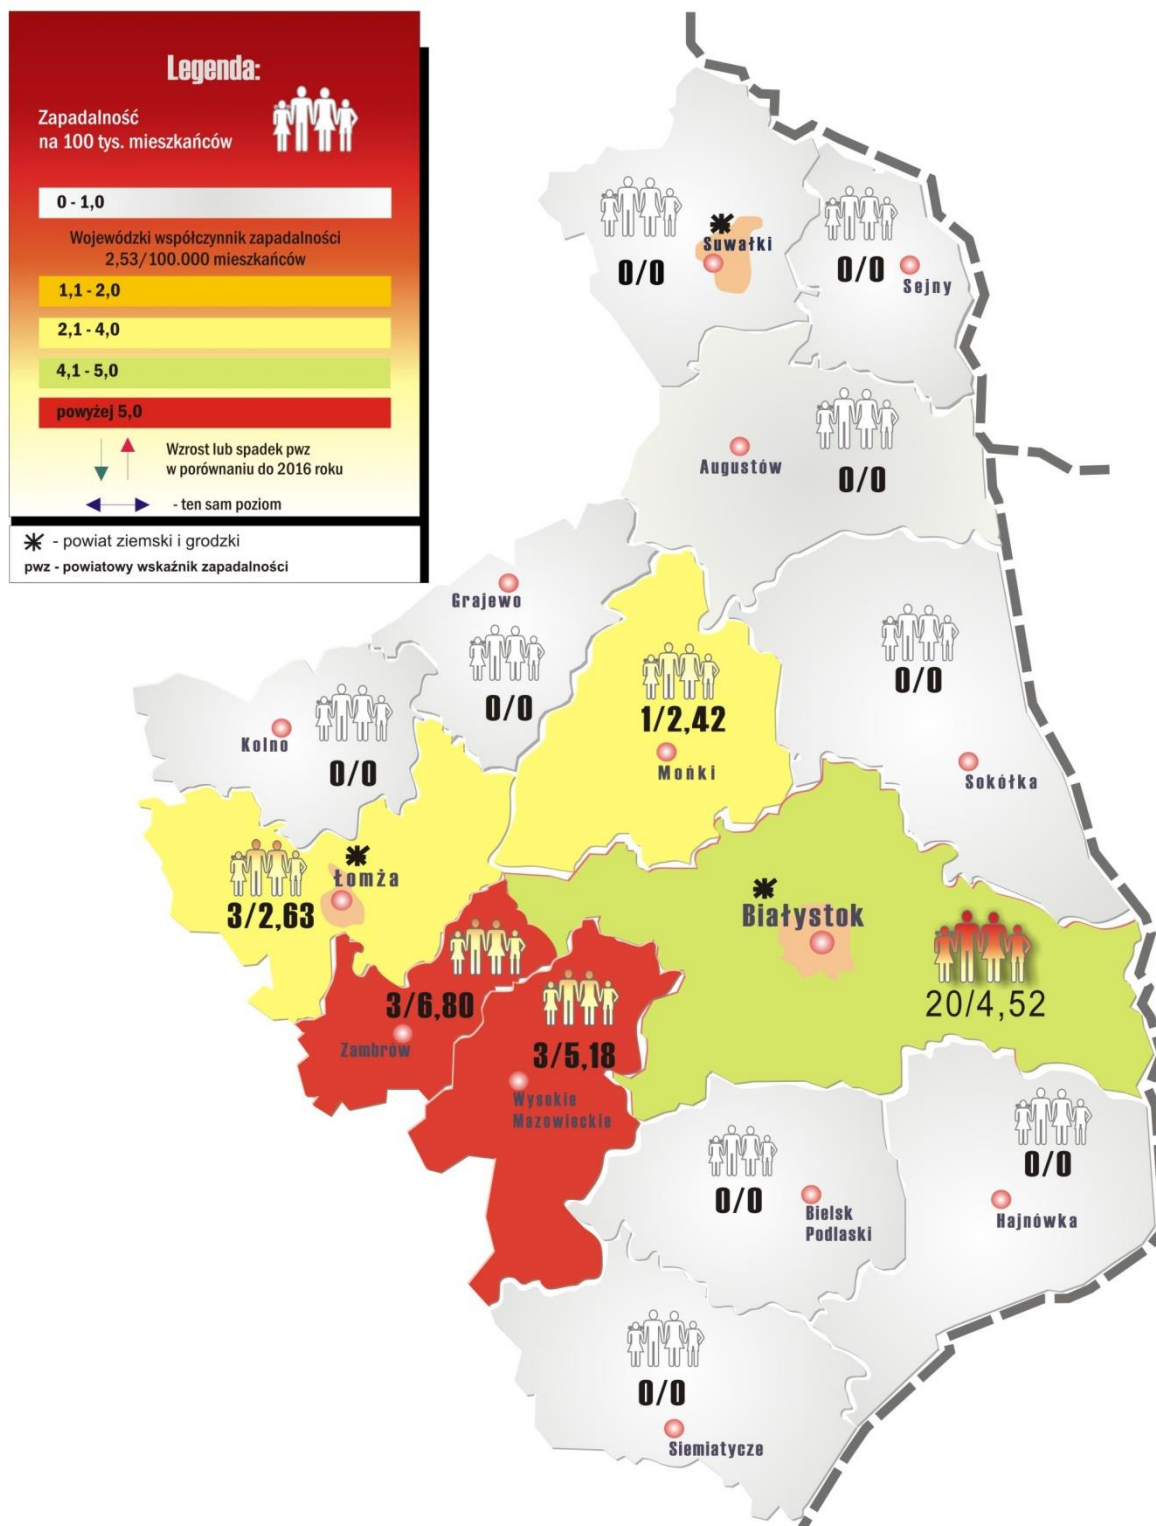 Legenda:
Zapadalność
na 100 tys. mieszkańców
0 - 1,0
Wojewódzki współczynnik zapadalności
2,53/100.000 mieszkańców
1,1 - 2,0
2,1 - 4,0
4,1 - 5,0
powyżej 5,0
Wzrost lub spadek pwz
w porównaniu do 2016 roku
- ten sam poziom
- powiat ziemski i grodzki
pwz - powiatowy wskaźnik zapadalności
Suwałki
0/0
0/0
Sejny
Augustów
0/0
Grajewo
0/0
0/0
Kolno
0/0
1/2,42
Mońki
Sokółka
Łomża
3/2,63
Białystok
20/4,52
3/6,80
Zambrów
3/5,18
Wysokie
Mazowieckie
0/0
Bielsk
Podlaski
0/0
Hajnówka
0/0
Siemiatycze